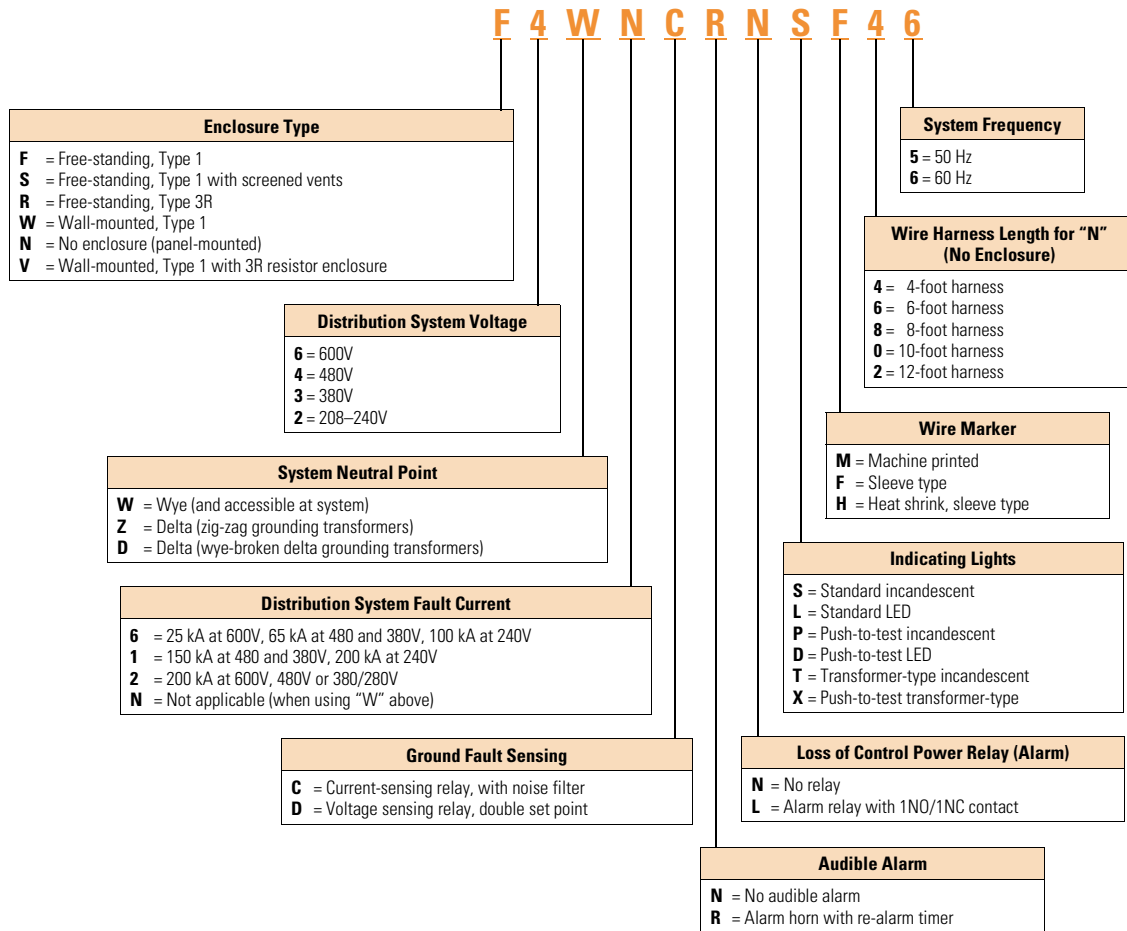 F 4 W N C R N S F 4 6
Enclosure Type
F = Free-standing, Type 1
S = Free-standing, Type 1 with screened vents
R = Free-standing, Type 3R
W = Wall-mounted, Type 1
N = No enclosure (panel-mounted)
V = Wall-mounted, Type 1 with 3R resistor enclosure
Distribution System Voltage
6 = 600V
4 = 480V
3 = 380V
2 = 208–240V
System Neutral Point
W = Wye (and accessible at system)
Z = Delta (zig-zag grounding transformers)
D = Delta (wye-broken delta grounding transformers)
Distribution System Fault Current
6 = 25 kA at 600V, 65 kA at 480 and 380V, 100 kA at 240V
1 = 150 kA at 480 and 380V, 200 kA at 240V
2 = 200 kA at 600V, 480V or 380/280V
N = Not applicable (when using “W” above)
Ground Fault Sensing
C = Current-sensing relay, with noise filter
D = Voltage sensing relay, double set point
System Frequency
5 = 50 Hz
6 = 60 Hz
Wire Harness Length for “N”
(No Enclosure)
4 = 4-foot harness
6 = 6-foot harness
8 = 8-foot harness
0 = 10-foot harness
2 = 12-foot harness
Wire Marker
M = Machine printed
F = Sleeve type
H = Heat shrink, sleeve type
Indicating Lights
S = Standard incandescent
L = Standard LED
P = Push-to-test incandescent
D = Push-to-test LED
T = Transformer-type incandescent
X = Push-to-test transformer-type
Loss of Control Power Relay (Alarm)
N = No relay
L = Alarm relay with 1NO/1NC contact
Audible Alarm
N = No audible alarm
R = Alarm horn with re-alarm timer